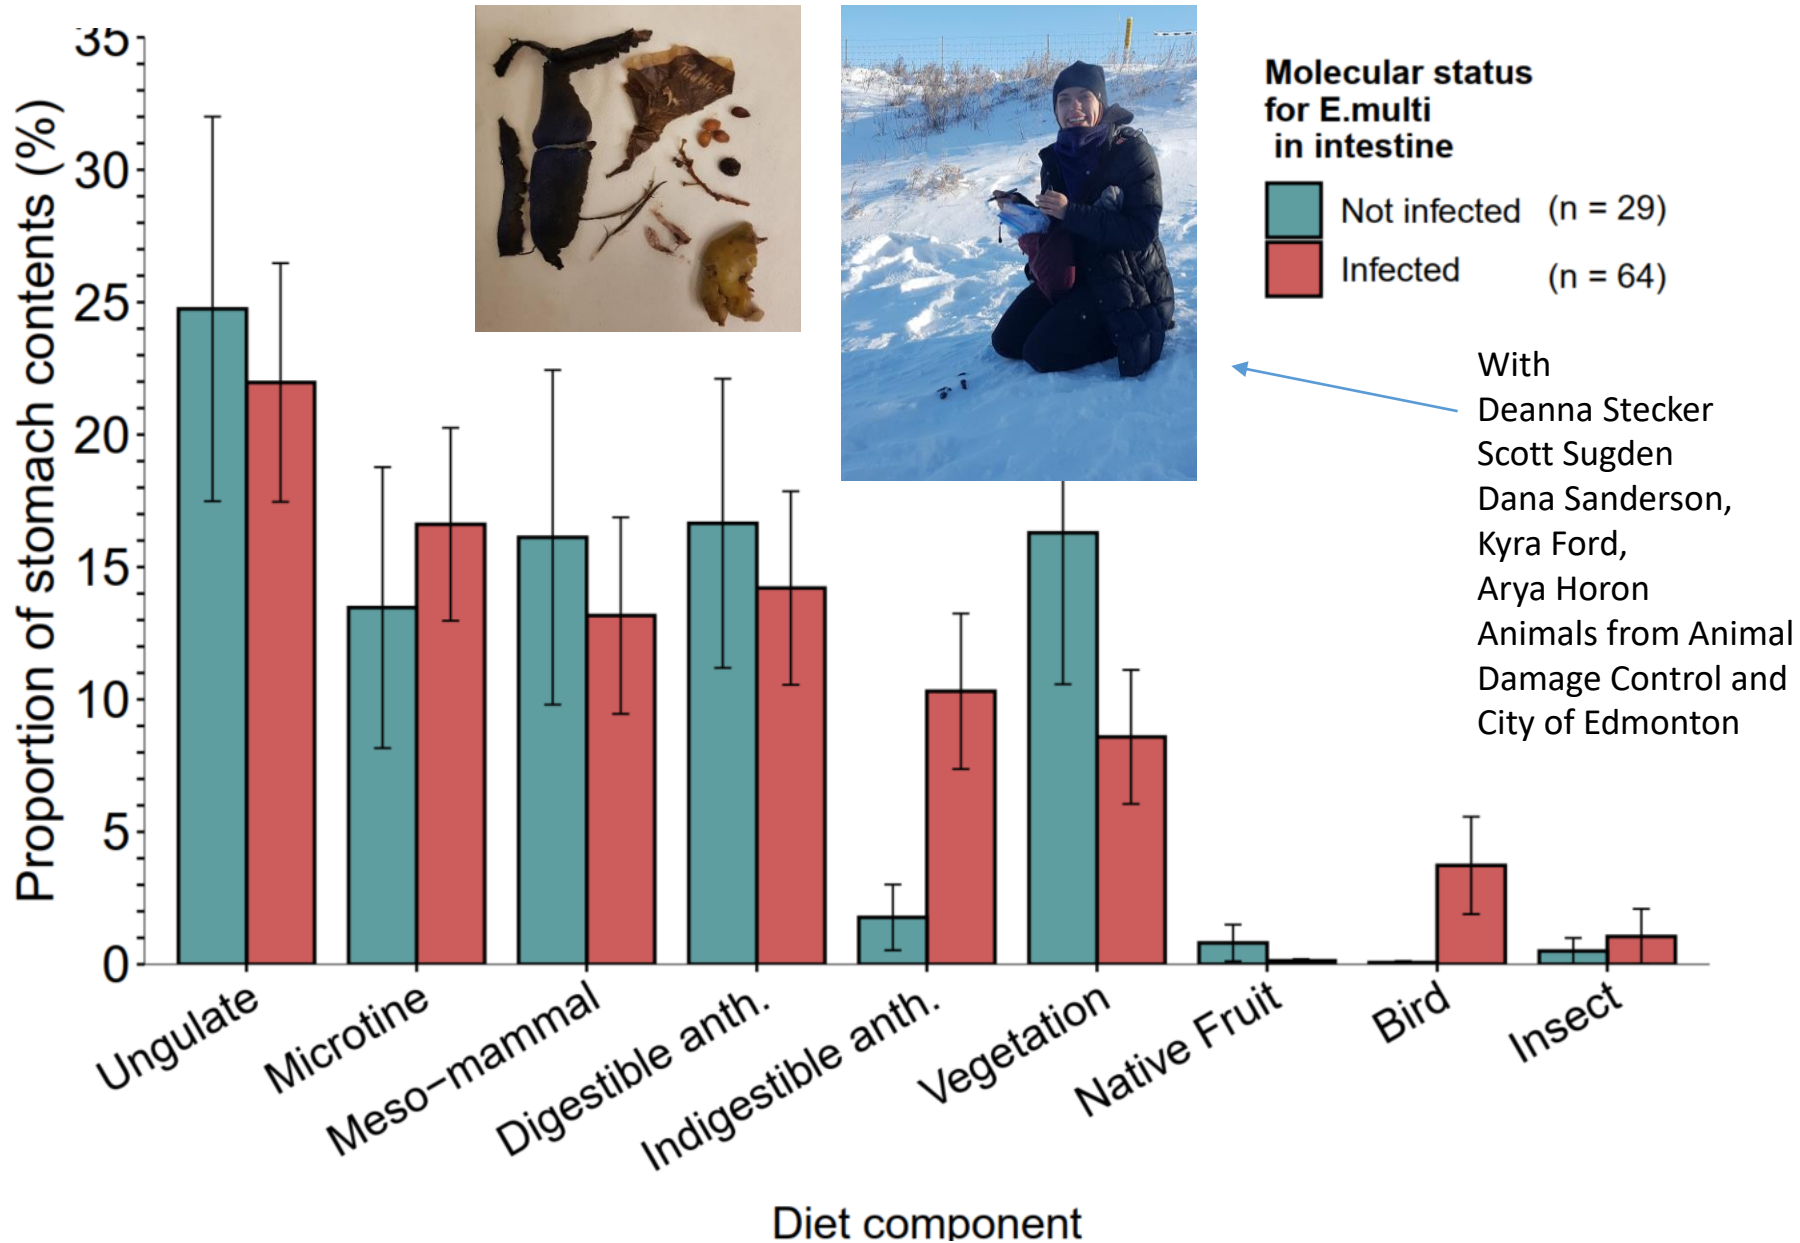 Proportion of stomach contents (%)
35
30
25
20
15
10
5
0
Molecular status
for E.multi
in intestine
Not infected (n = 29)
Infected (n = 64)
With
Deanna Stecker
Scott Sugden
Dana Sanderson,
Kyra Ford,
Arya Horon
Animals from Animal
Damage Control and
City of Edmonton
Ungulate
Microtine
Meso-mammal
Digestible anth.
Indigestible anth.
Vegetation
Native Fruit
Bird
Insect
Diet component